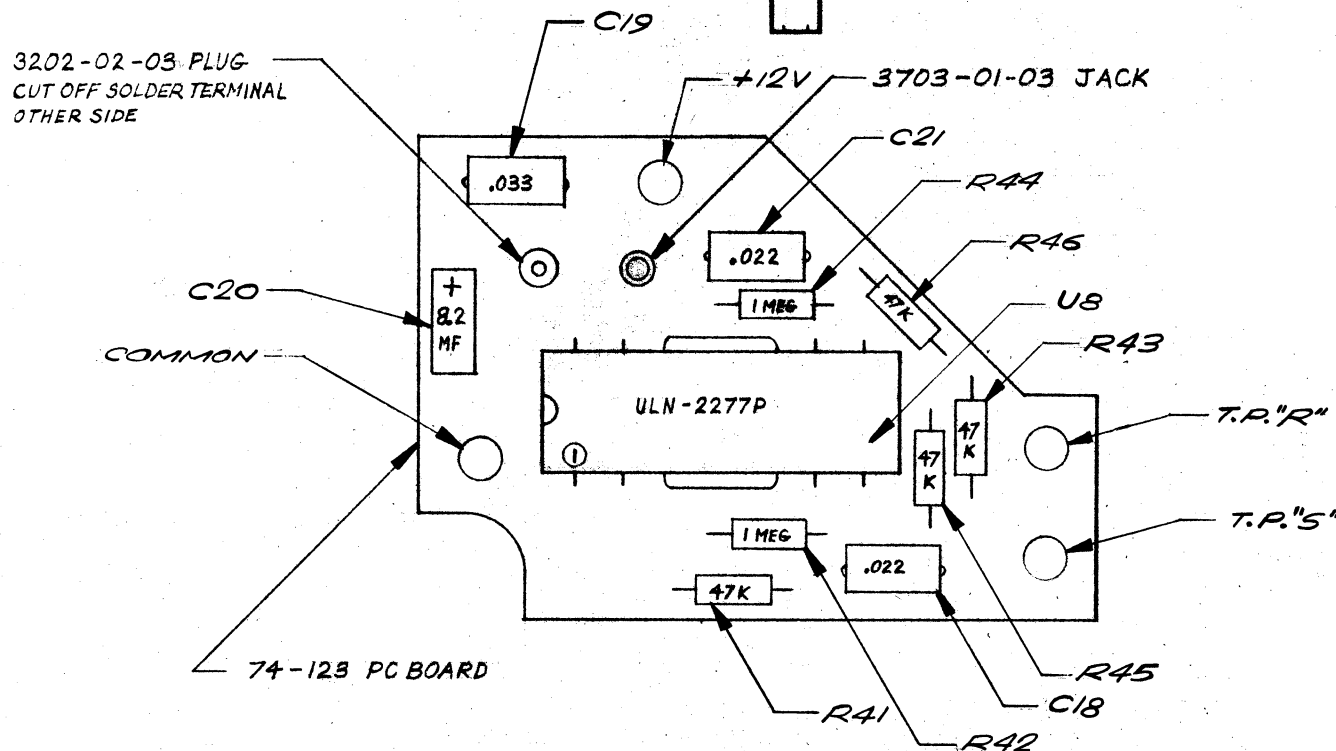 C19
3202-02-03 PLUG
CUT OFF SOLDER TERMINAL
OTHER SIDE
+12V
3703-01-03 JACK
C21
.033
R44
.022
R46
C20
+
8.2
MF
1 MEG
47K
U8
COMMON
R43
ULN-2277P
T.P."R"
47
K
47
K
1
T.P."S"
1 MEG
.022
47K
74-123 PC BOARD
R45
C18
R41
R42